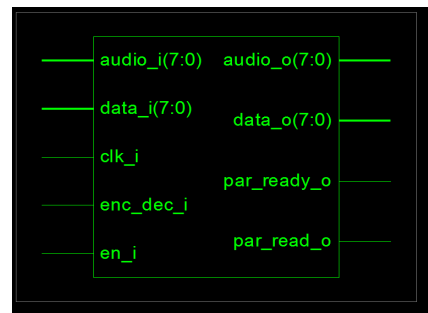 audio_i(7:0) audio_o(7:0)
data_i(7:0)
data_o(7:0)
clk_i
par_ready_o
enc_dec_i
par_read_o
en_i